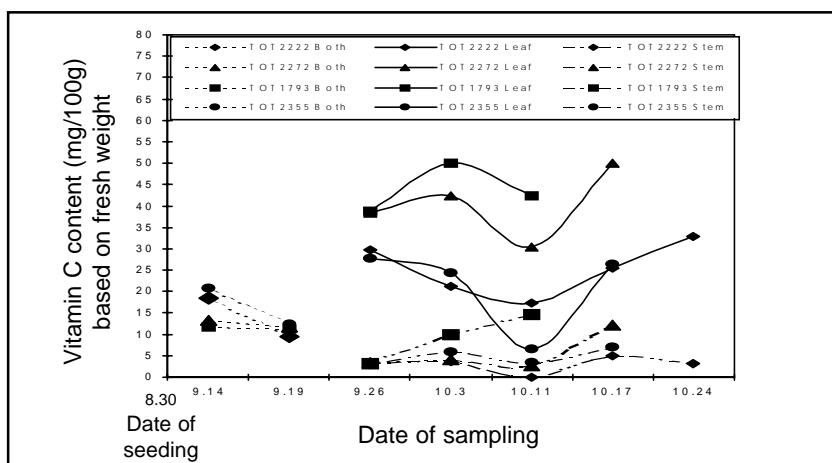 80
75
70
65
60
55
50
45
40
35
30
25
20
15
10
5
0
Vitamin C content (mg/100g)
based on fresh weight
TOT2222 Both TOT2222 Leaf TOT2222 Stem
TOT2272 Both TOT2272 Leaf TOT2272 Stem
TOT1793 Both TOT1793 Leaf TOT1793 Stem
TOT2355 Both TOT2355 Leaf TOT2355 Stem
8.30 9.14 9.19 9.26 10.3 10.11 10.17 10.24
Date of
seeding
Date of sampling